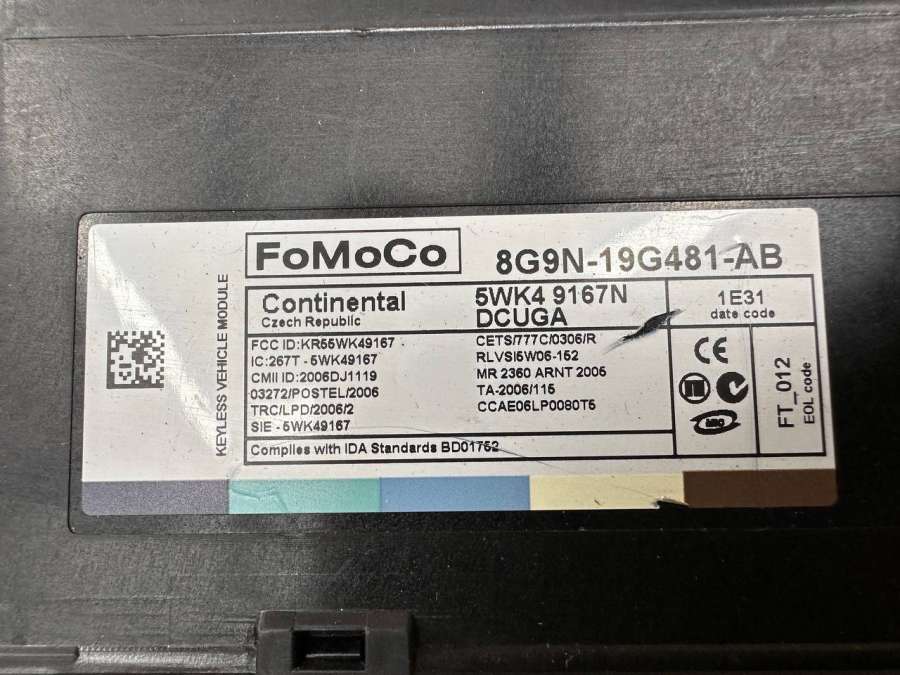 FoMoCo
8G9N-19G481-AB
KEYLESS VEHICLE MODULE
Continental
Czech Republic
5WK4 9167N
DCUGA
1E31
date code
FCC ID:KR55WK49167
IC:267T - 5WK49167
CMII ID:2006DJ1119
03272/POSTEL/2006
TRC/LPD/2006/2
SIE - 5WK49167
CETS/777C/0306/R
RLVSI5W06-152
MR 2360 ARNT 2006
TA-2006/115
CCAE06LP0080T5
CE
FT_012
EOL code
Complies with IDA Standards BD01752